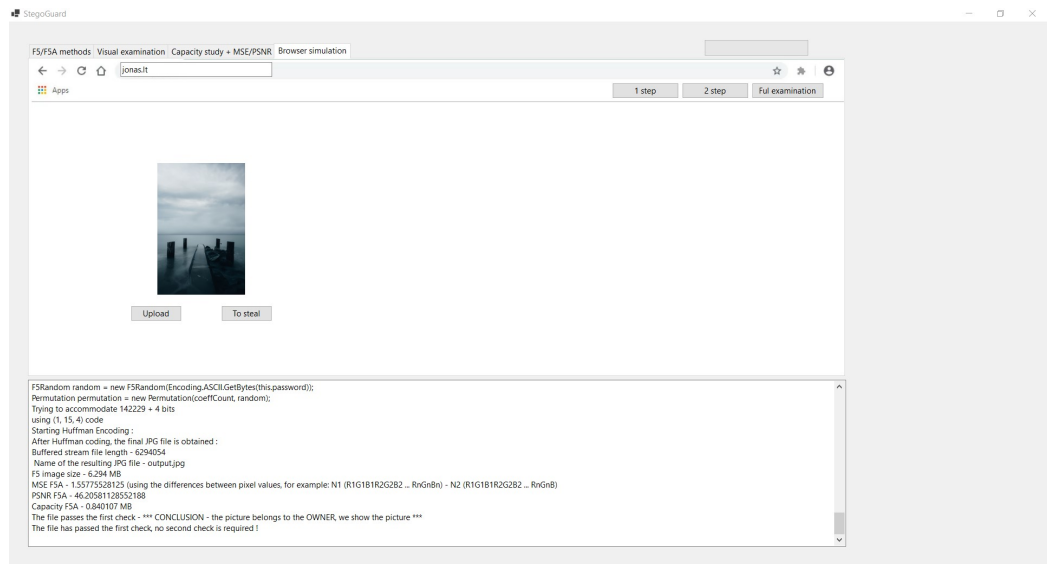 StegoGuard
F5/F5A methods Visual examination Capacity study + MSE/PSNR Browser simulation
jonas.lt
Apps 1 step 2 step Ful examination
Upload To steal
F5Random random = new F5Random(Encoding.ASCII.GetBytes(this.password));
Permutation permutation = new Permutation(coeffCount, random);
Trying to accommodate 142229 + 4 bits
using (1, 15, 4) code
Starting Huffman Encoding :
After Huffman coding, the final JPG file is obtained :
Buffered stream file length - 6294054
Name of the resulting JPG file - output.jpg
F5 image size - 6.294 MB
MSE F5A - 1.55775528125 (using the differences between pixel values, for example: N1 (R1G1B1R2G2B2 ... RnGnBn) - N2 (R1G1B1R2G2B2 ... RnGnB)
PSNR F5A - 46.20581128552188
Capacity F5A - 0.840107 MB
The file passes the first check - *** CONCLUSION - the picture belongs to the OWNER, we show the picture ***
The file has passed the first check, no second check is required !